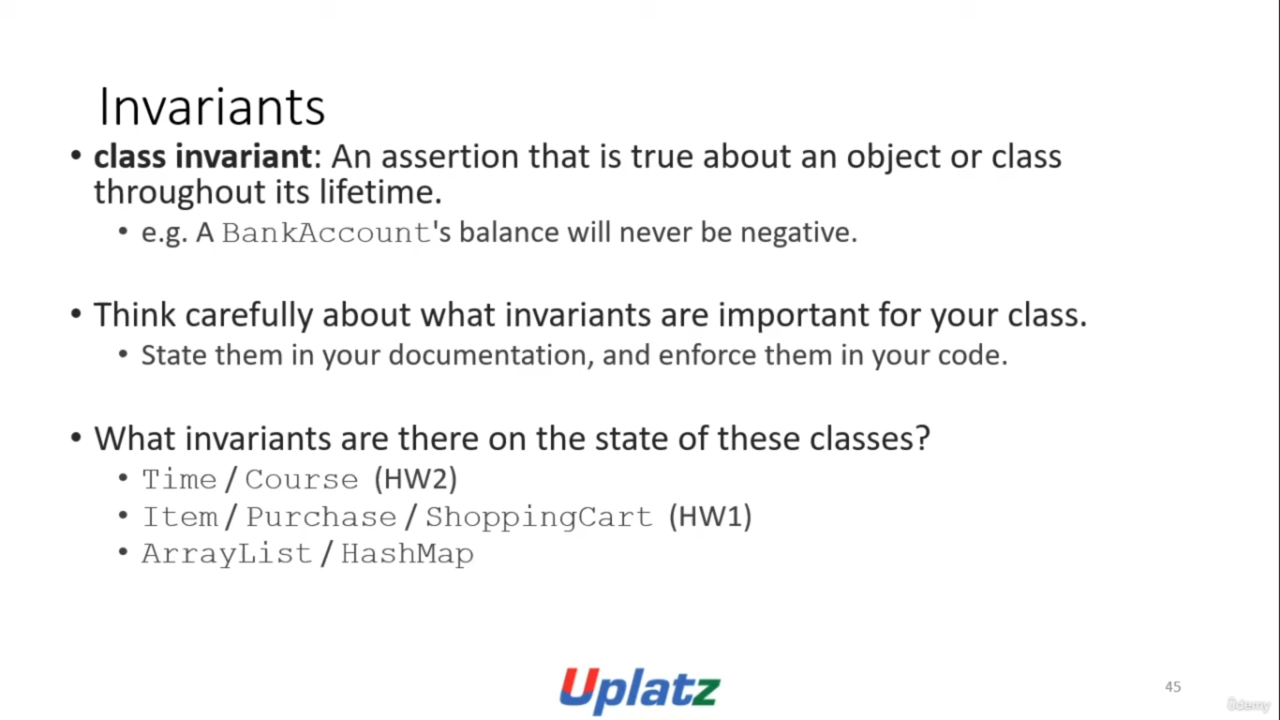 Invariants
• class invariant: An assertion that is true about an object or class
throughout its lifetime.
• e.g. A BankAccount's balance will never be negative.
• Think carefully about what invariants are important for your class.
• State them in your documentation, and enforce them in your code.
• What invariants are there on the state of these classes?
• Time / Course (HW2)
• Item / Purchase / ShoppingCart (HW1)
• ArrayList / HashMap
Uplatz
45
ûdemy